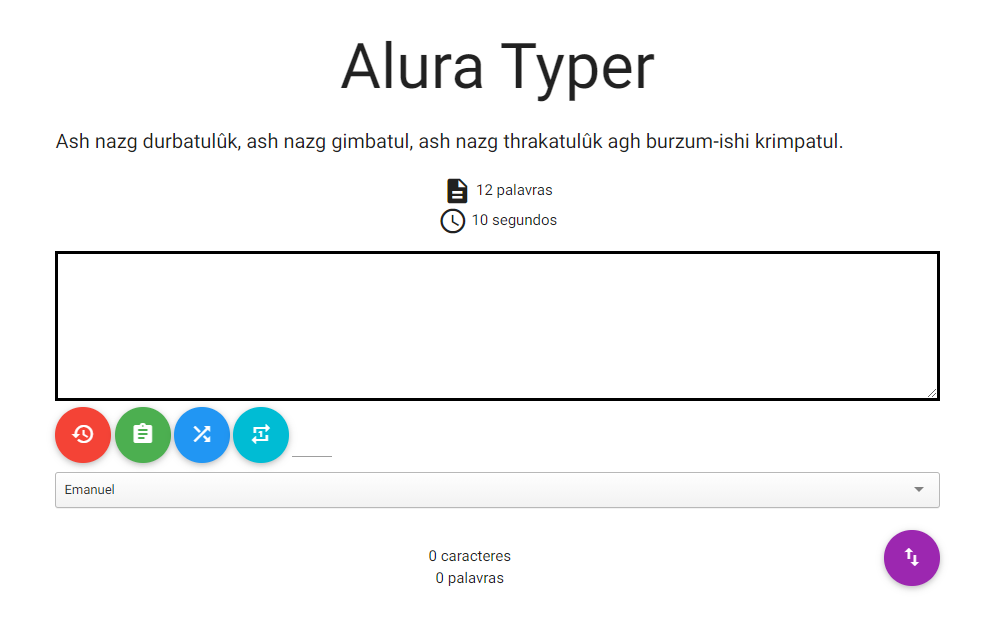 Alura Typer
Ash nazg durbatulûk, ash nazg gimbatul, ash nazg thrakatulûk agh burzum-ishi krimpatul.
12 palavras
10 segundos
Emanuel
0 caracteres
0 palavras